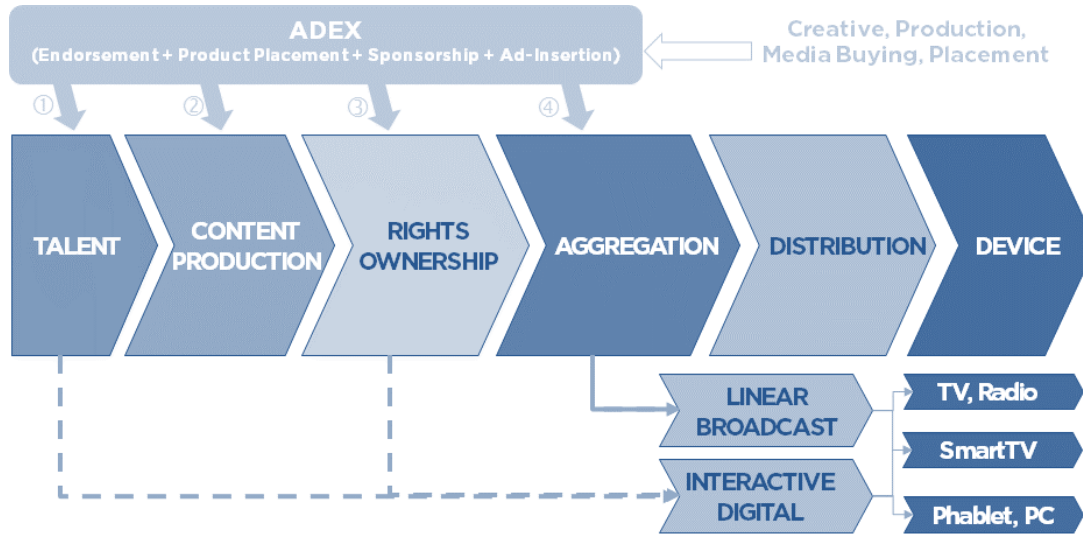 ADEX
(Endorsement + Product Placement + Sponsorship + Ad-Insertion)
Creative, Production,
Media Buying, Placement
①
②
③
④
TALENT
CONTENT
PRODUCTION
RIGHTS
OWNERSHIP
AGGREGATION
DISTRIBUTION
DEVICE
LINEAR
BROADCAST
INTERACTIVE
DIGITAL
TV, Radio
SmartTV
Phablet, PC